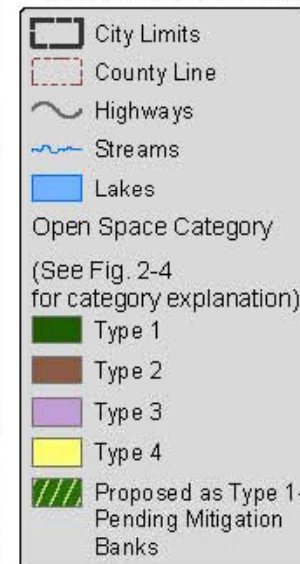 City Limits
County Line
Highways
Streams
Lakes
Open Space Category
(See Fig. 2-4
for category explanation)
Type 1
Type 2
Type 3
Type 4
Proposed as Type 1-
Pending Mitigation
Banks